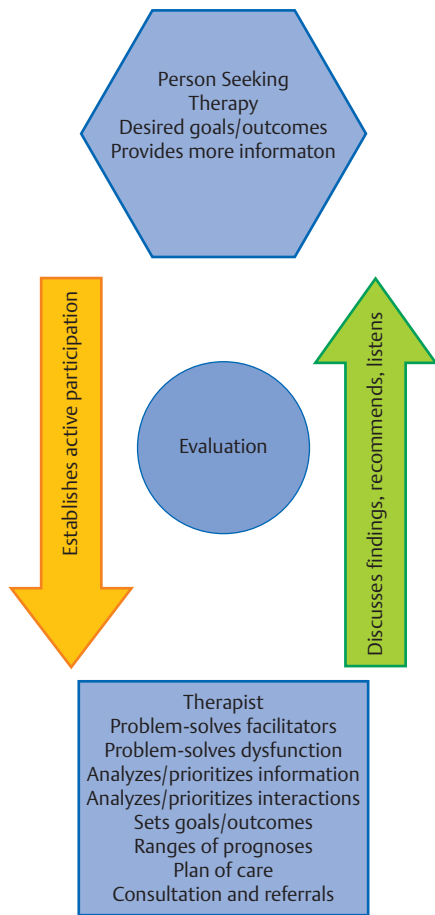 Person Seeking
Therapy
Desired goals/outcomes
Provides more informaton
Establishes active participation
Evaluation
Discusses findings, recommends, listens
Therapist
Problem-solves facilitators
Problem-solves dysfunction
Analyzes/prioritizes information
Analyzes/prioritizes interactions
Sets goals/outcomes
Ranges of prognoses
Plan of care
Consultation and referrals